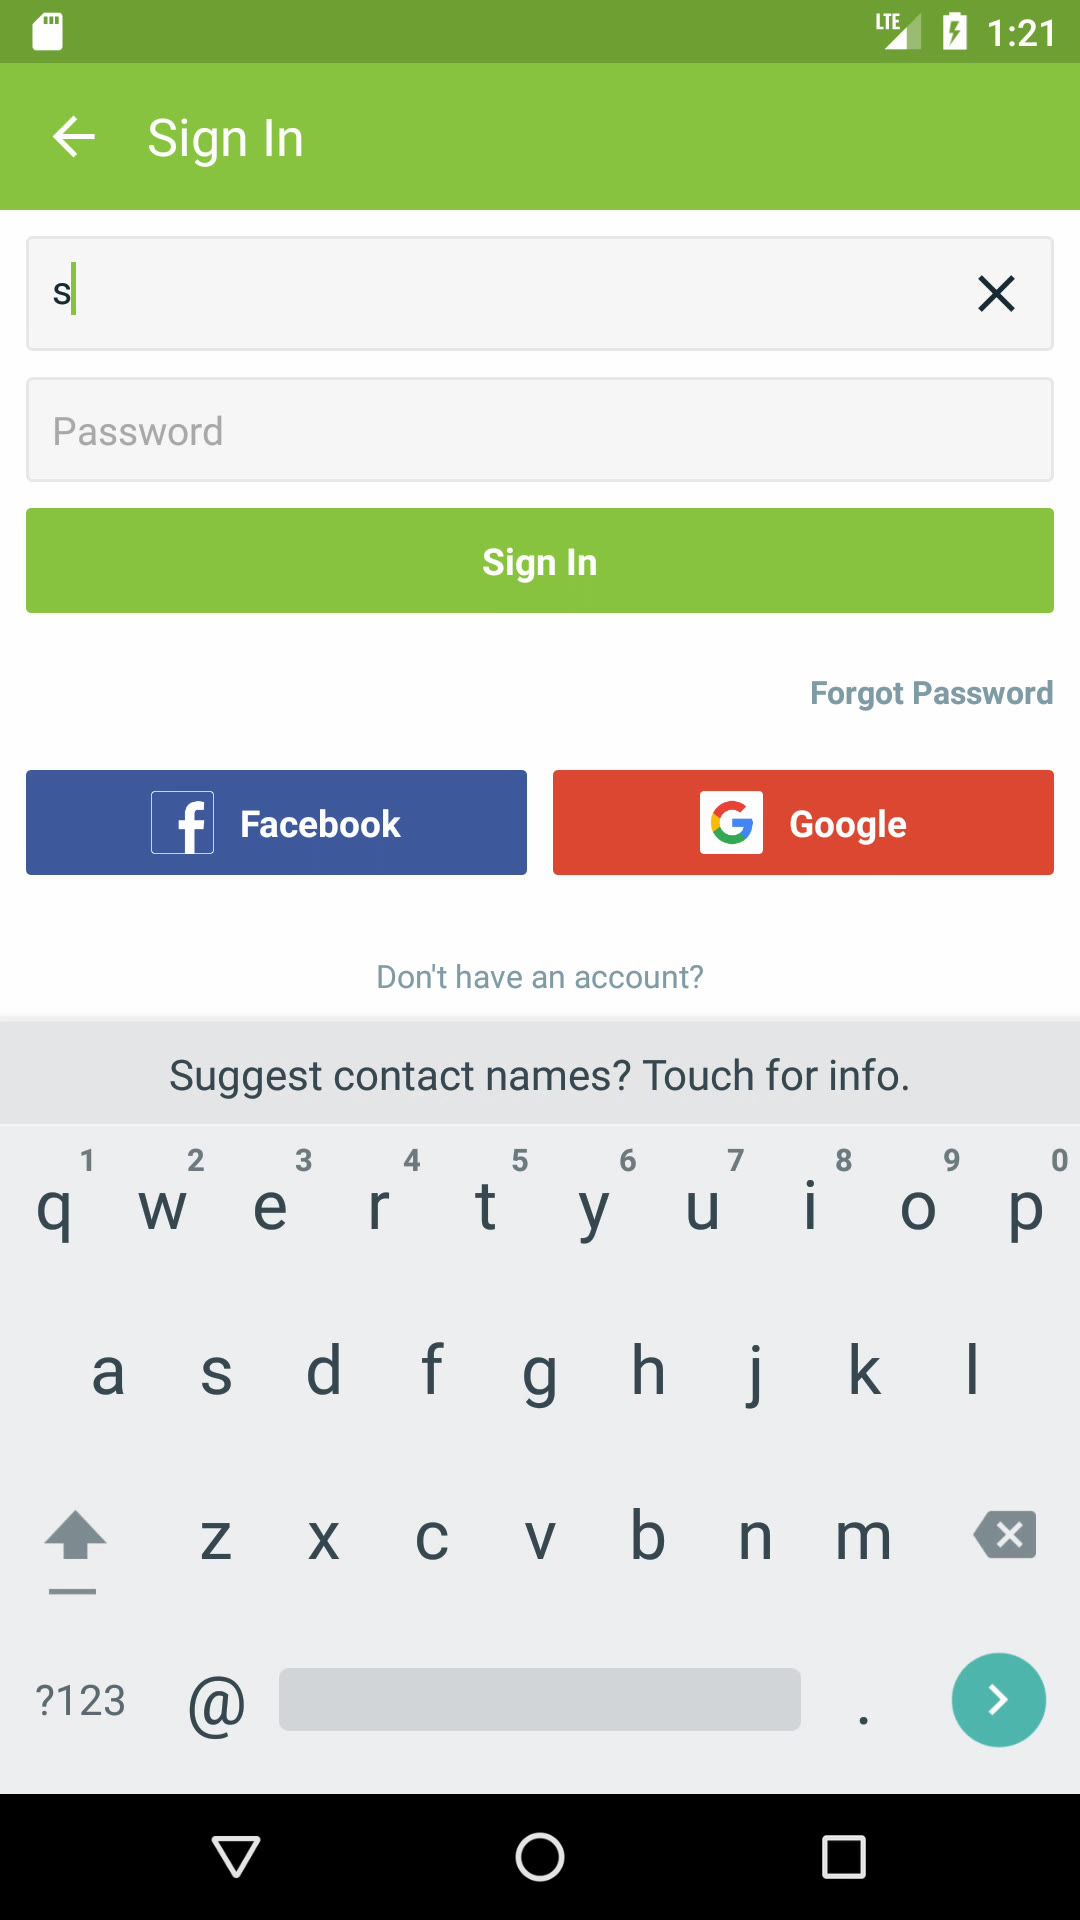 LTE 1:21
Sign In
s
Password
Sign In
Forgot Password
Facebook Google
Don't have an account?
Suggest contact names? Touch for info.
1 2 3 4 5 6 7 8 9 0
q w e r t y u i o p
a s d f g h j k l
z x c v b n m
?123 @ .